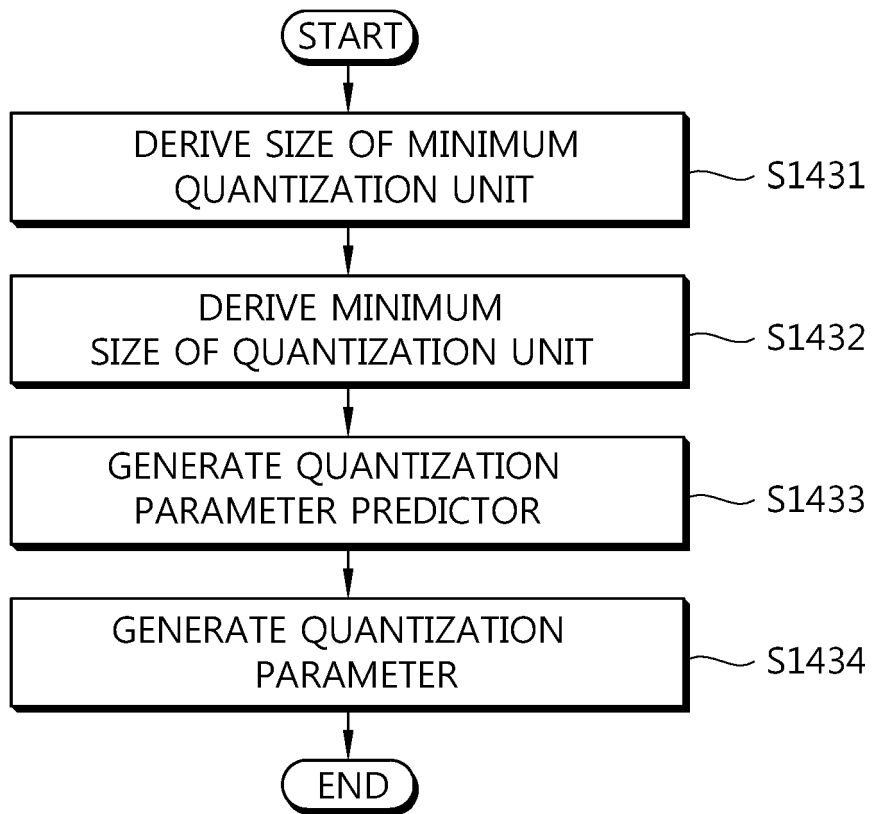 START
DERIVE SIZE OF MINIMUM
QUANTIZATION UNIT
S1431
DERIVE MINIMUM
SIZE OF QUANTIZATION UNIT
S1432
GENERATE QUANTIZATION
PARAMETER PREDICTOR
S1433
GENERATE QUANTIZATION
PARAMETER
S1434
END